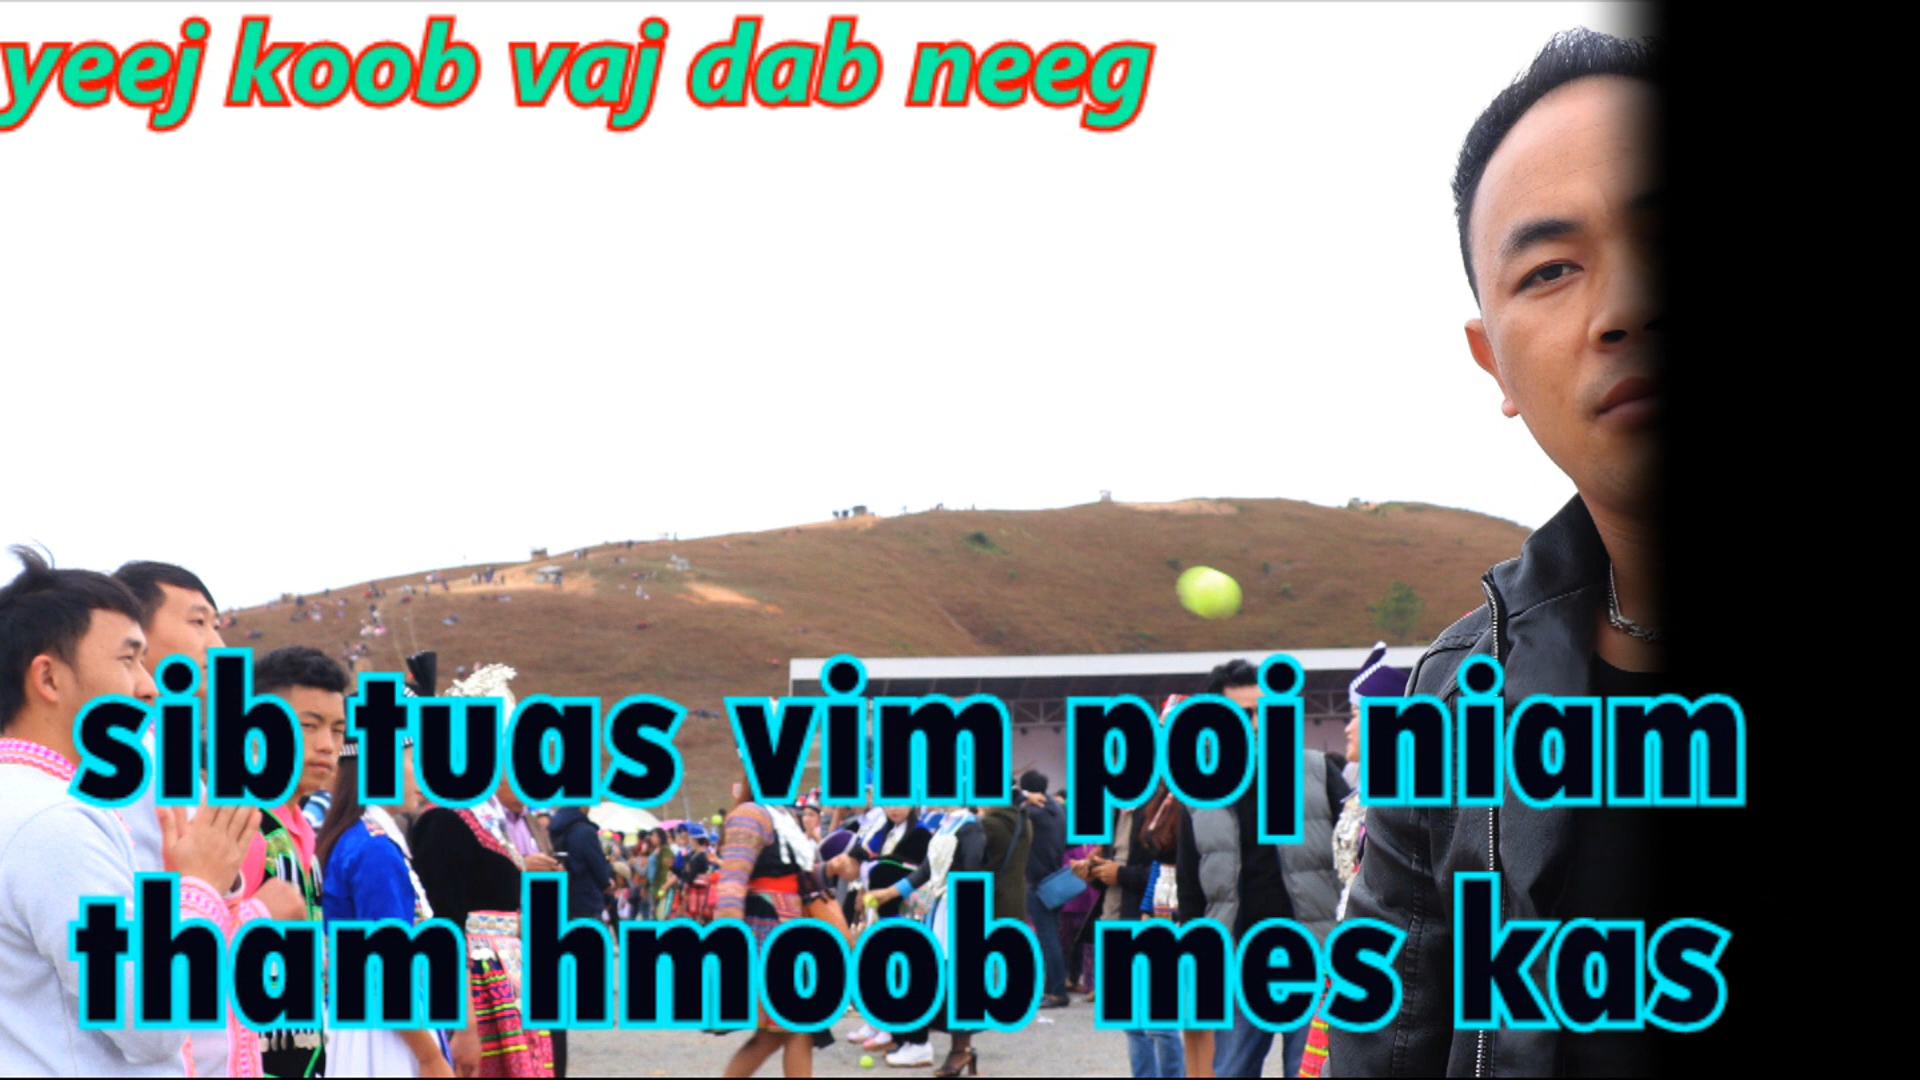 yeej koob vaj dab neeg
sib tuas vim poj niam
tham hmoob mes kas